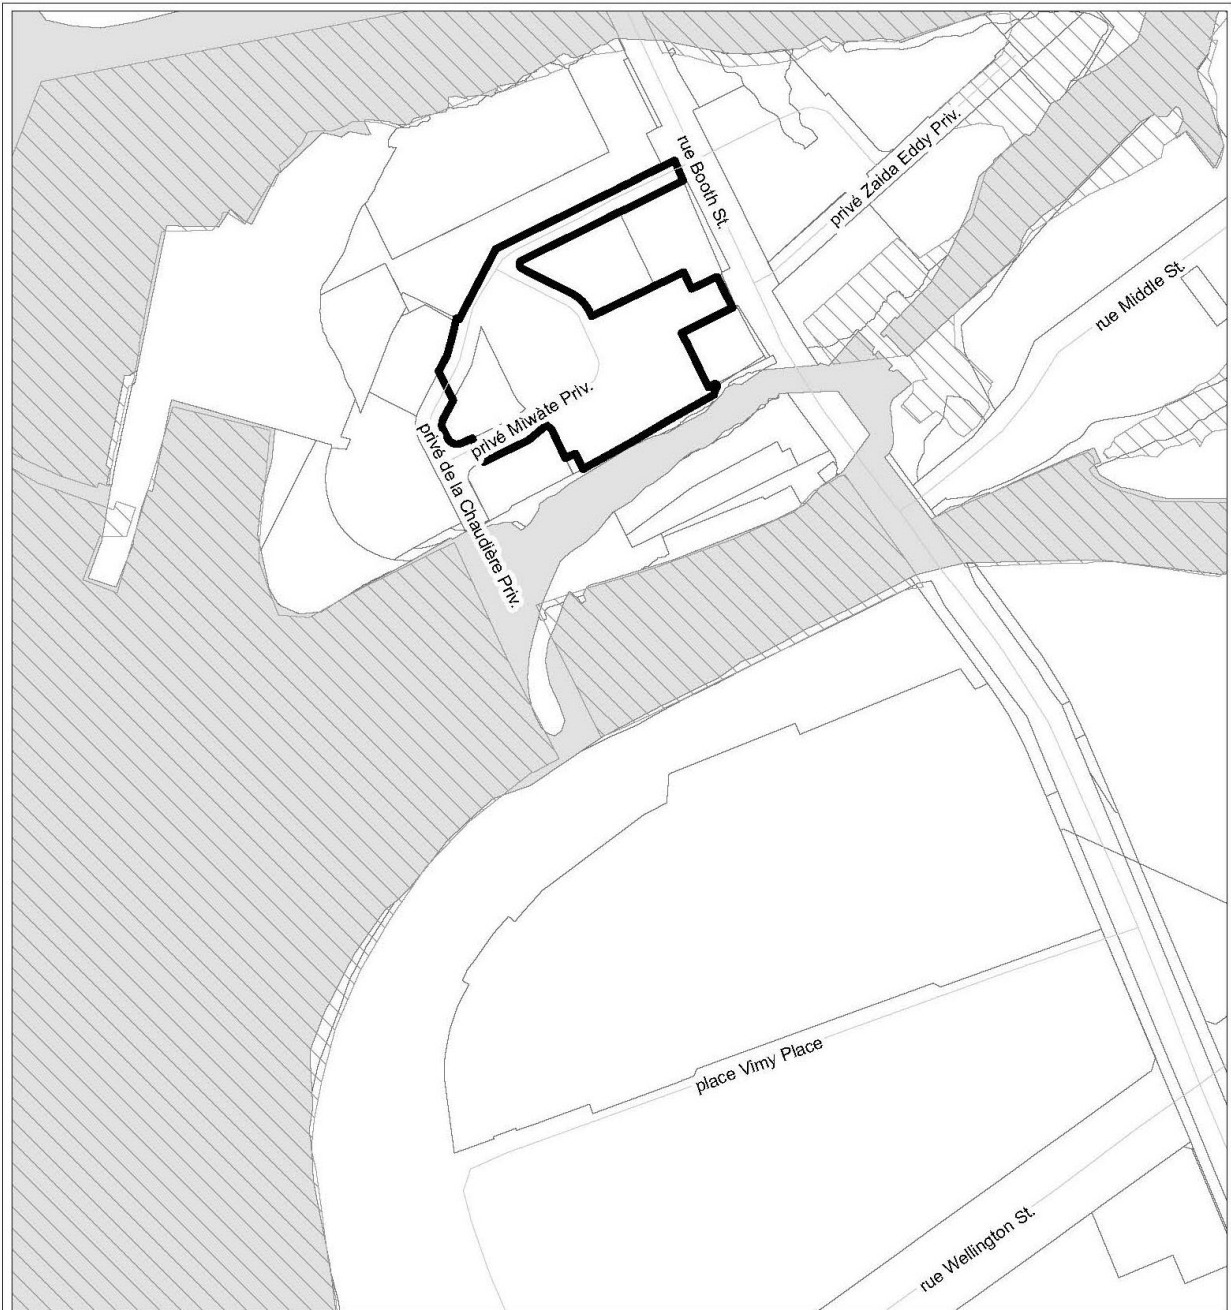 rue Booth St.
privé Zaida Eddy Priv.
rue Middle St.
privé Miwàte Priv.
privé de la Chaudière Priv.
place Vimy Place
rue Wellington St.